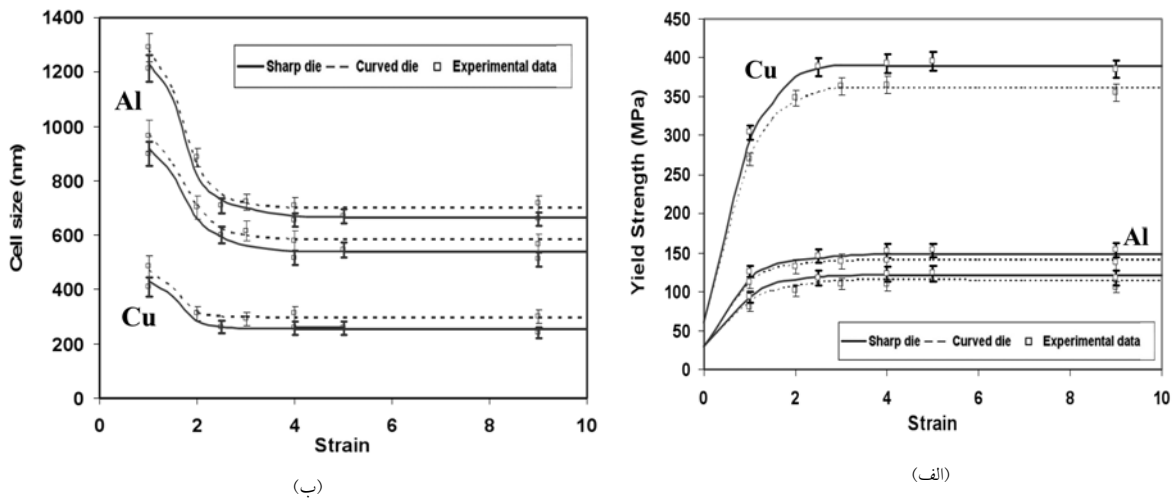 1400
1200
1000
800
600
400
200
0
Cell size (nm)
Sharp die Curved die Experimental data
Al
Cu
0 2 4 6 8 10
Strain
(ب)
450
400
350
300
250
200
150
100
50
0
Yield Strength (MPa)
Cu
Al
Sharp die Curved die Experimental data
0 2 4 6 8 10
Strain
(الف)